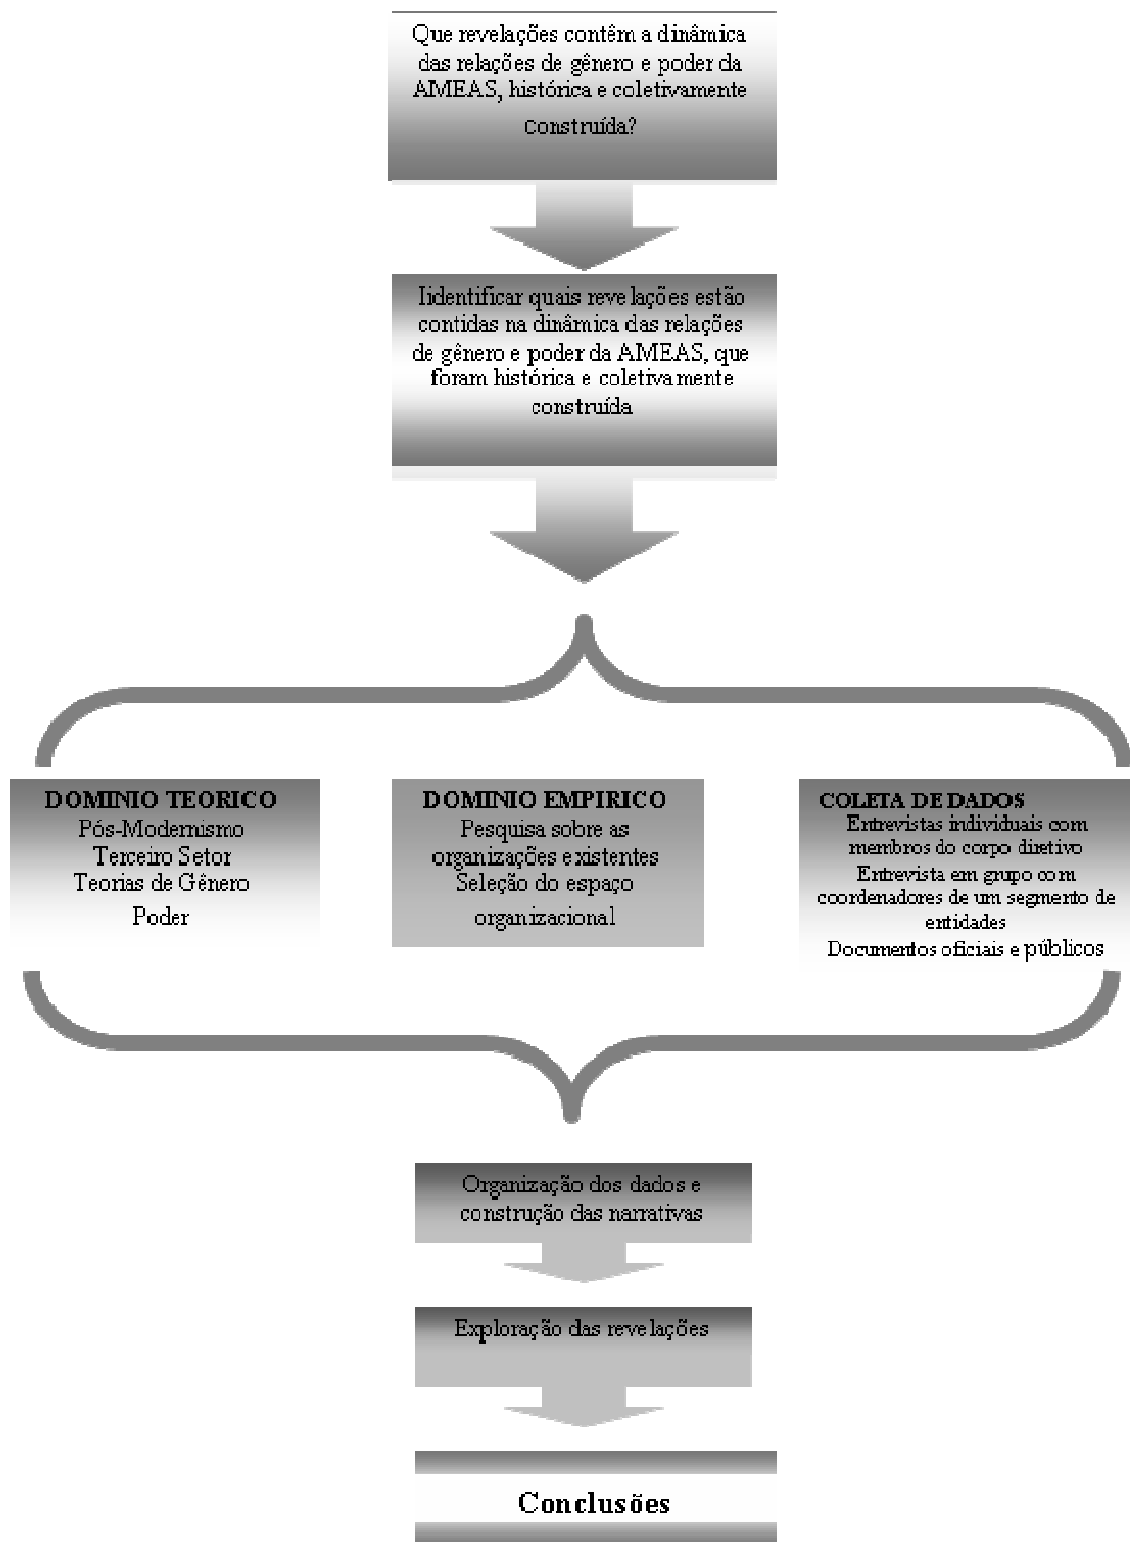 Que revelações contêm a dinâmica
das relações de gênero e poder da
AMEAS, histórica e coletivamente
construída?
Iidentificar quais revelações estão
contidas na dinâmica das relações
de gênero e poder da AMEAS, que
foram histórica e coletivamente
construída
DOMINIO TEORICO
Pós-Modernismo
Terceiro Setor
Teorias de Gênero
Poder
DOMINIO EMPIRICO
Pesquisa sobre as
organizações existentes
Seleção do espaço
organizacional
COLETA DE DADOS
Entrevistas individuais com
membros do corpo diretivo
Entrevista em grupo com
coordenadores de um segmento de
entidades
Documentos oficiais e públicos
Organização dos dados e
construção das narrativas
Exploração das revelações
Conclusões